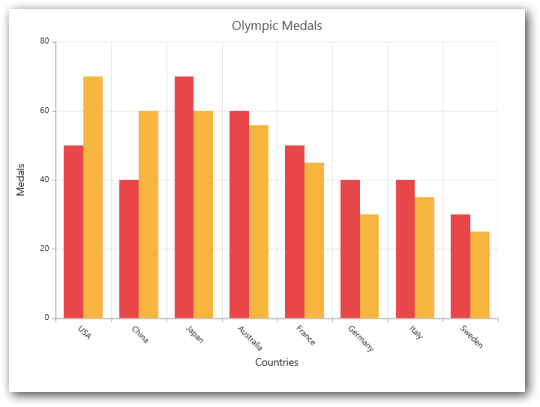 Olympic Medals
80
60
40
20
0
Medals
USA
China
Japan
Australia
France
Germany
Italy
Sweden
Countries